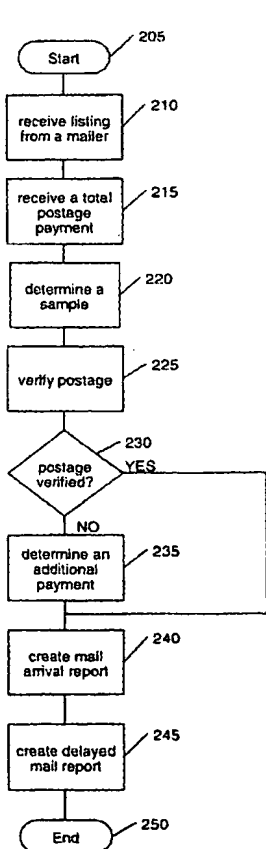 205
Start
210
receive listing
from a mailer
215
receive a total
postage
payment
220
determine a
sample
225
verify postage
230
postage
verified?
YES
NO
235
determine an
additional
payment
240
create mail
arrival report
245
create delayed
mail report
250
End